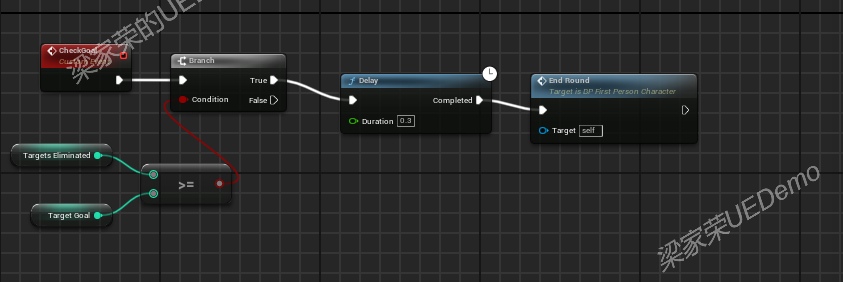 CheckGoal
Custom Event
梁家荣的UEDemo
Branch
True
Condition
False
Delay
Completed
Duration 0.3
End Round
Target is BP First Person Character
Target self
Targets Eliminated
>=
Target Goal
梁家荣UEDemo